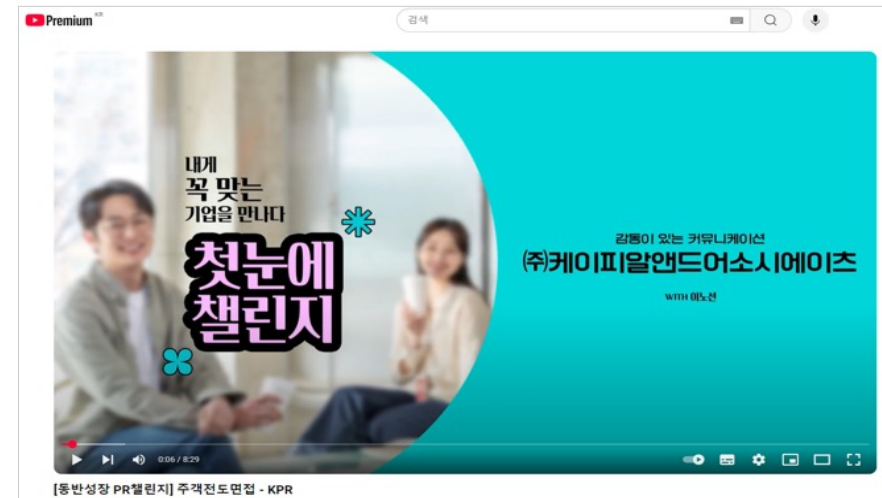 Premium KR
검색
내게
꼭 맞는
기업을 만나다
첫눈에
챌린지
감동이 있는 커뮤니케이션
㈜케이피알앤드어소시에이츠
WITH 이노션
0:06 / 8:29
[동반성장 PR챌린지] 주객전도면접 - KPR